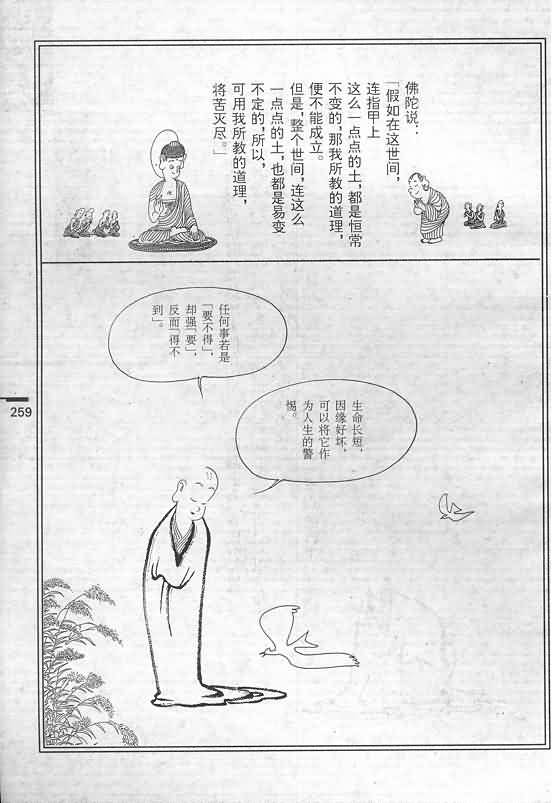 佛陀说：
「假如在这世间，
连指甲上
这么一点点的土，都是恒常
不变的，那我所教的道理，
便不能成立。
但是，整个世间，连这么
一点点的土，也都是易变
不定的，所以，
可用我所教的道理，
将苦灭尽。」
任何事若是
「要不得」，
却强「要」，
反而「得不
到」。
生命长短，
因缘好坏，
可以将它作
为人生的警
惕。
259